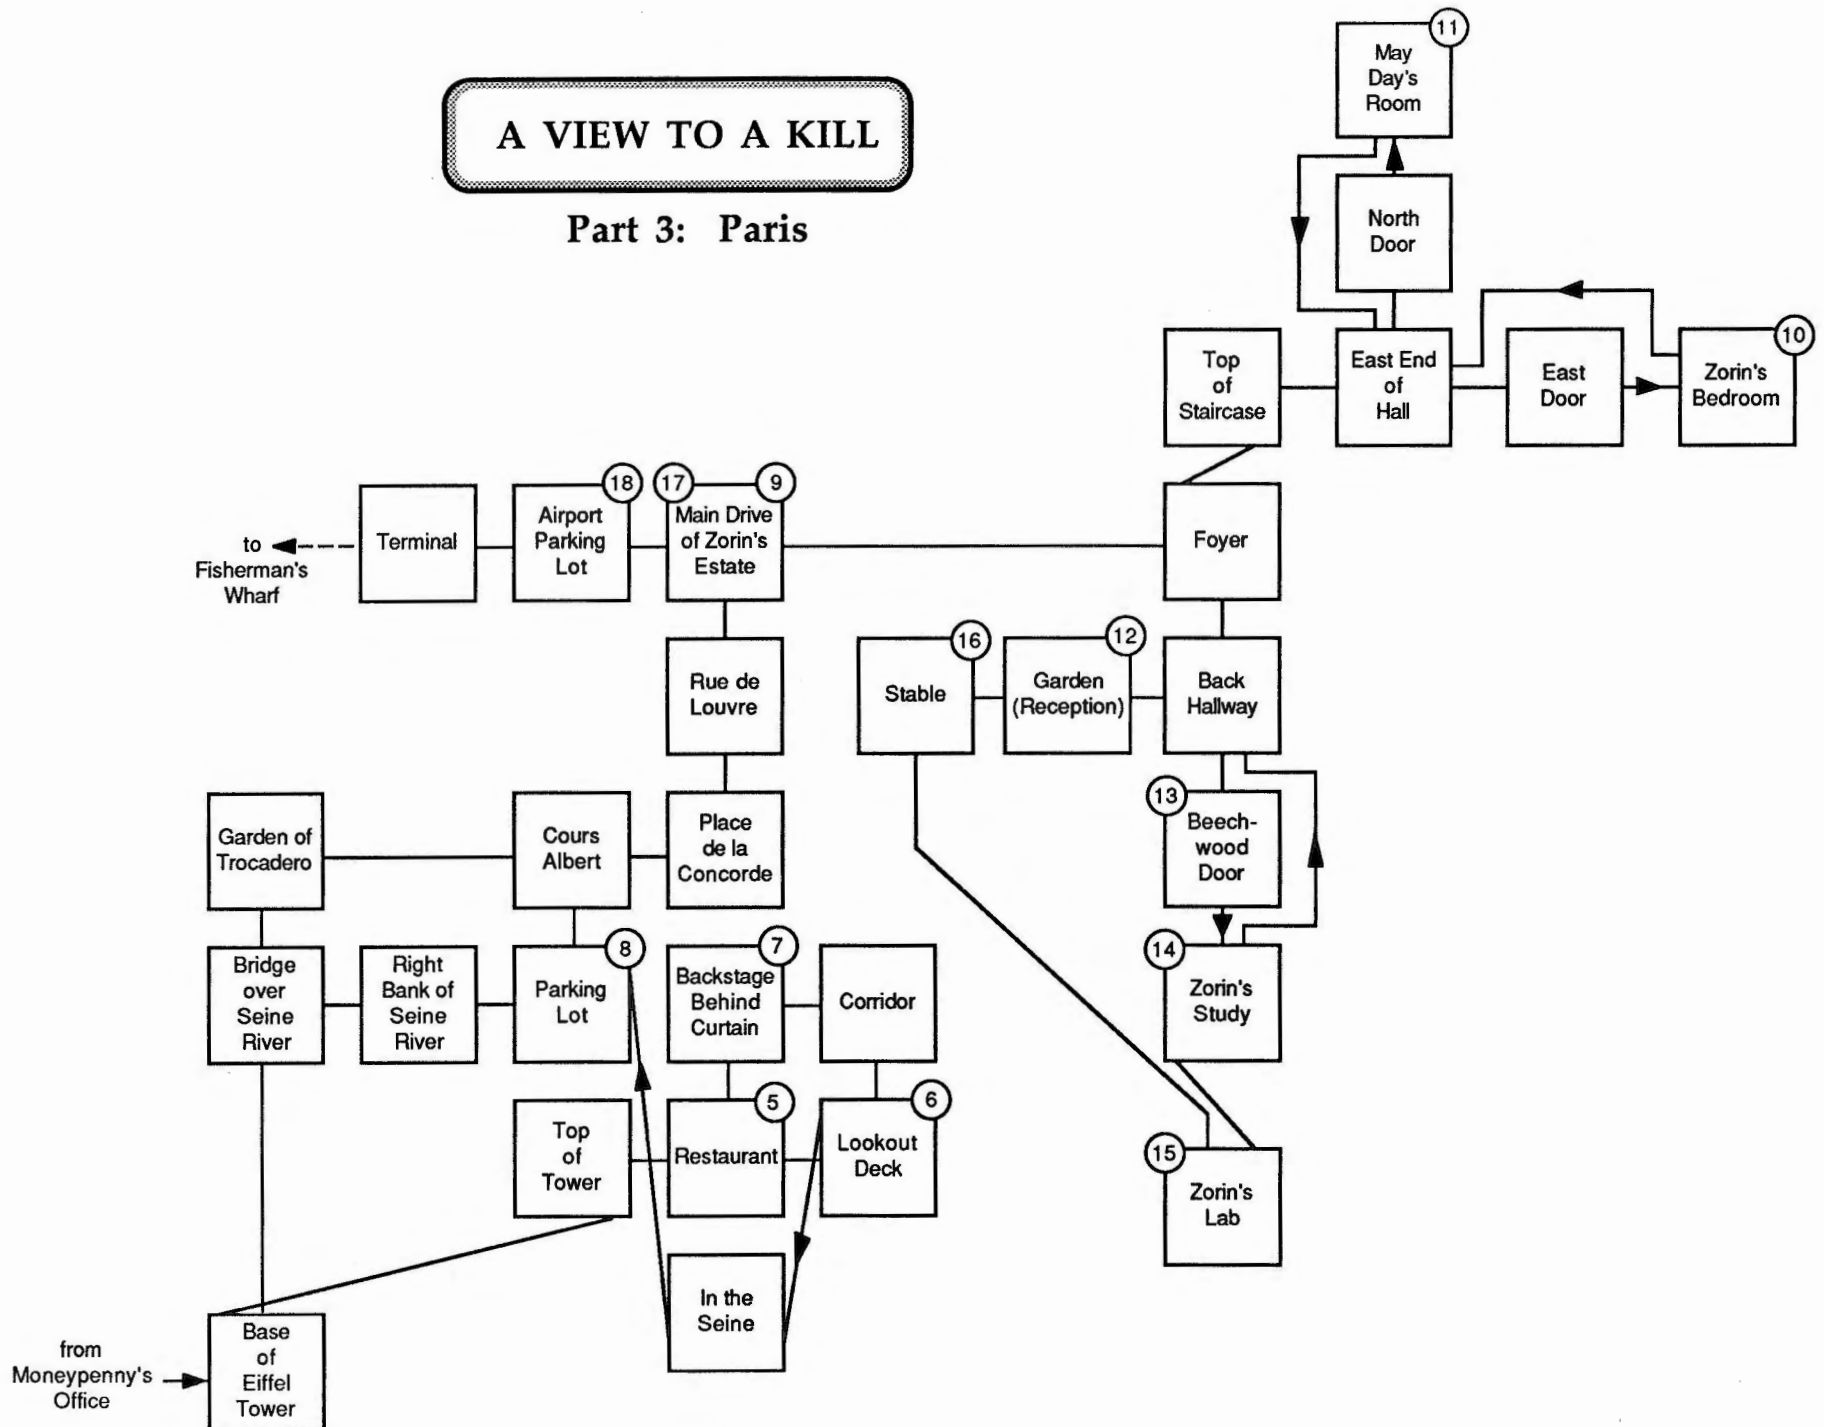 A VIEW TO A KILL
Part 3: Paris
11
May
Day's
Room
North
Door
10
Top
of
Staircase
East End
of
Hall
East
Door
Zorin's
Bedroom
18
17
9
to
Fisherman's
Wharf
Terminal
Airport
Parking
Lot
Main Drive
of Zorin's
Estate
Foyer
16
12
Rue de
Louvre
Stable
Garden
(Reception)
Back
Hallway
13
Garden of
Trocadero
Cours
Albert
Place
de la
Concorde
Beech-
wood
Door
8
7
14
Bridge
over
Seine
River
Right
Bank of
Seine
River
Parking
Lot
Backstage
Behind
Curtain
Corridor
Zorin's
Study
5
6
Top
of
Tower
Restaurant
Lookout
Deck
15
Zorin's
Lab
In the
Seine
from
Moneypenny's
Office
Base
of
Eiffel
Tower